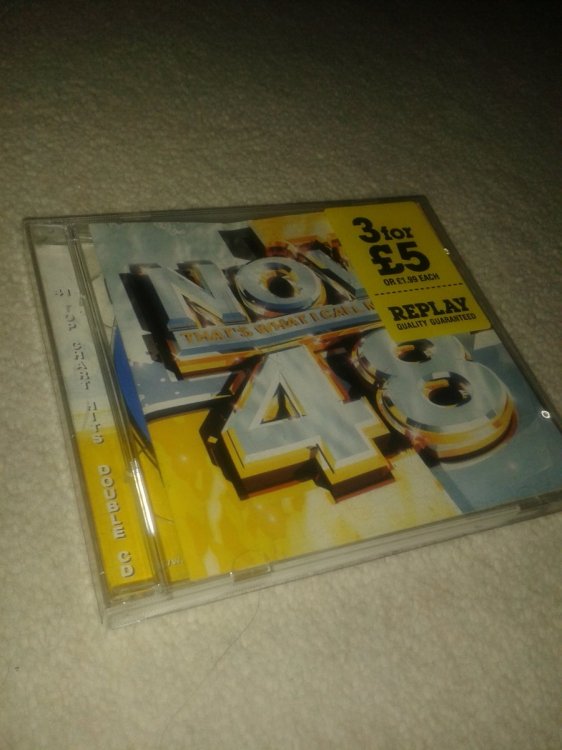 NOW
THAT'S WHAT I CALL
48
3 for
£5
OR £1.99 EACH
REPLAY
QUALITY GUARANTEED
41 TOP CHART HITS DOUBLE CD